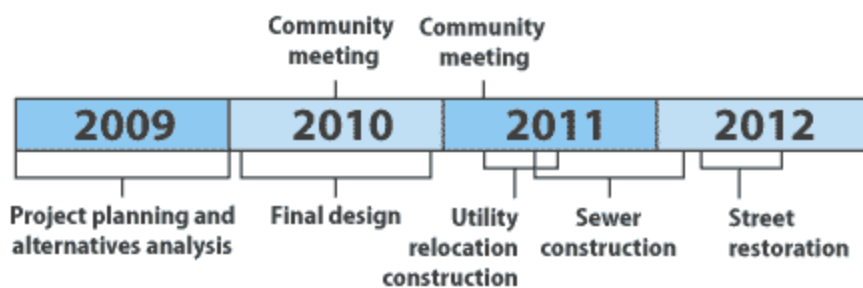 Community
meeting
Community
meeting
2009
2010
2011
2012
Project planning and
alternatives analysis
Final design
Utility
relocation
construction
Sewer
construction
Street
restoration